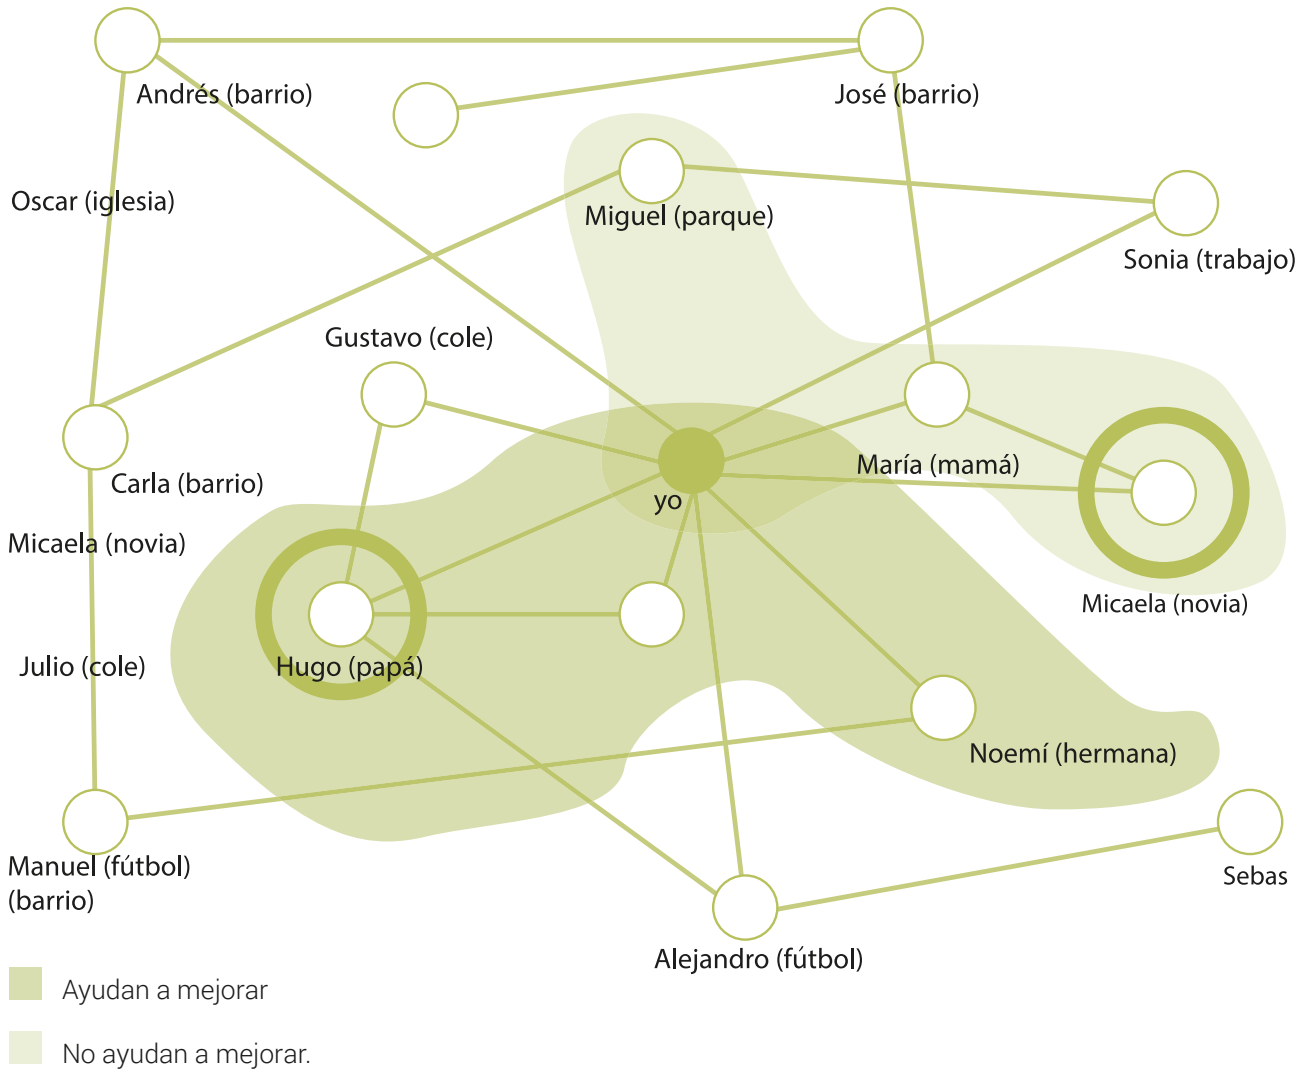 Andrés (barrio)
José (barrio)
Oscar (iglesia)
Miguel (parque)
Sonia (trabajo)
Gustavo (cole)
María (mamá)
Carla (barrio)
yo
Micaela (novia)
Micaela (novia)
Julio (cole)
Hugo (papá)
Noemí (hermana)
Manuel (fútbol)
(barrio)
Sebas
Alejandro (fútbol)
Ayudan a mejorar
No ayudan a mejorar.